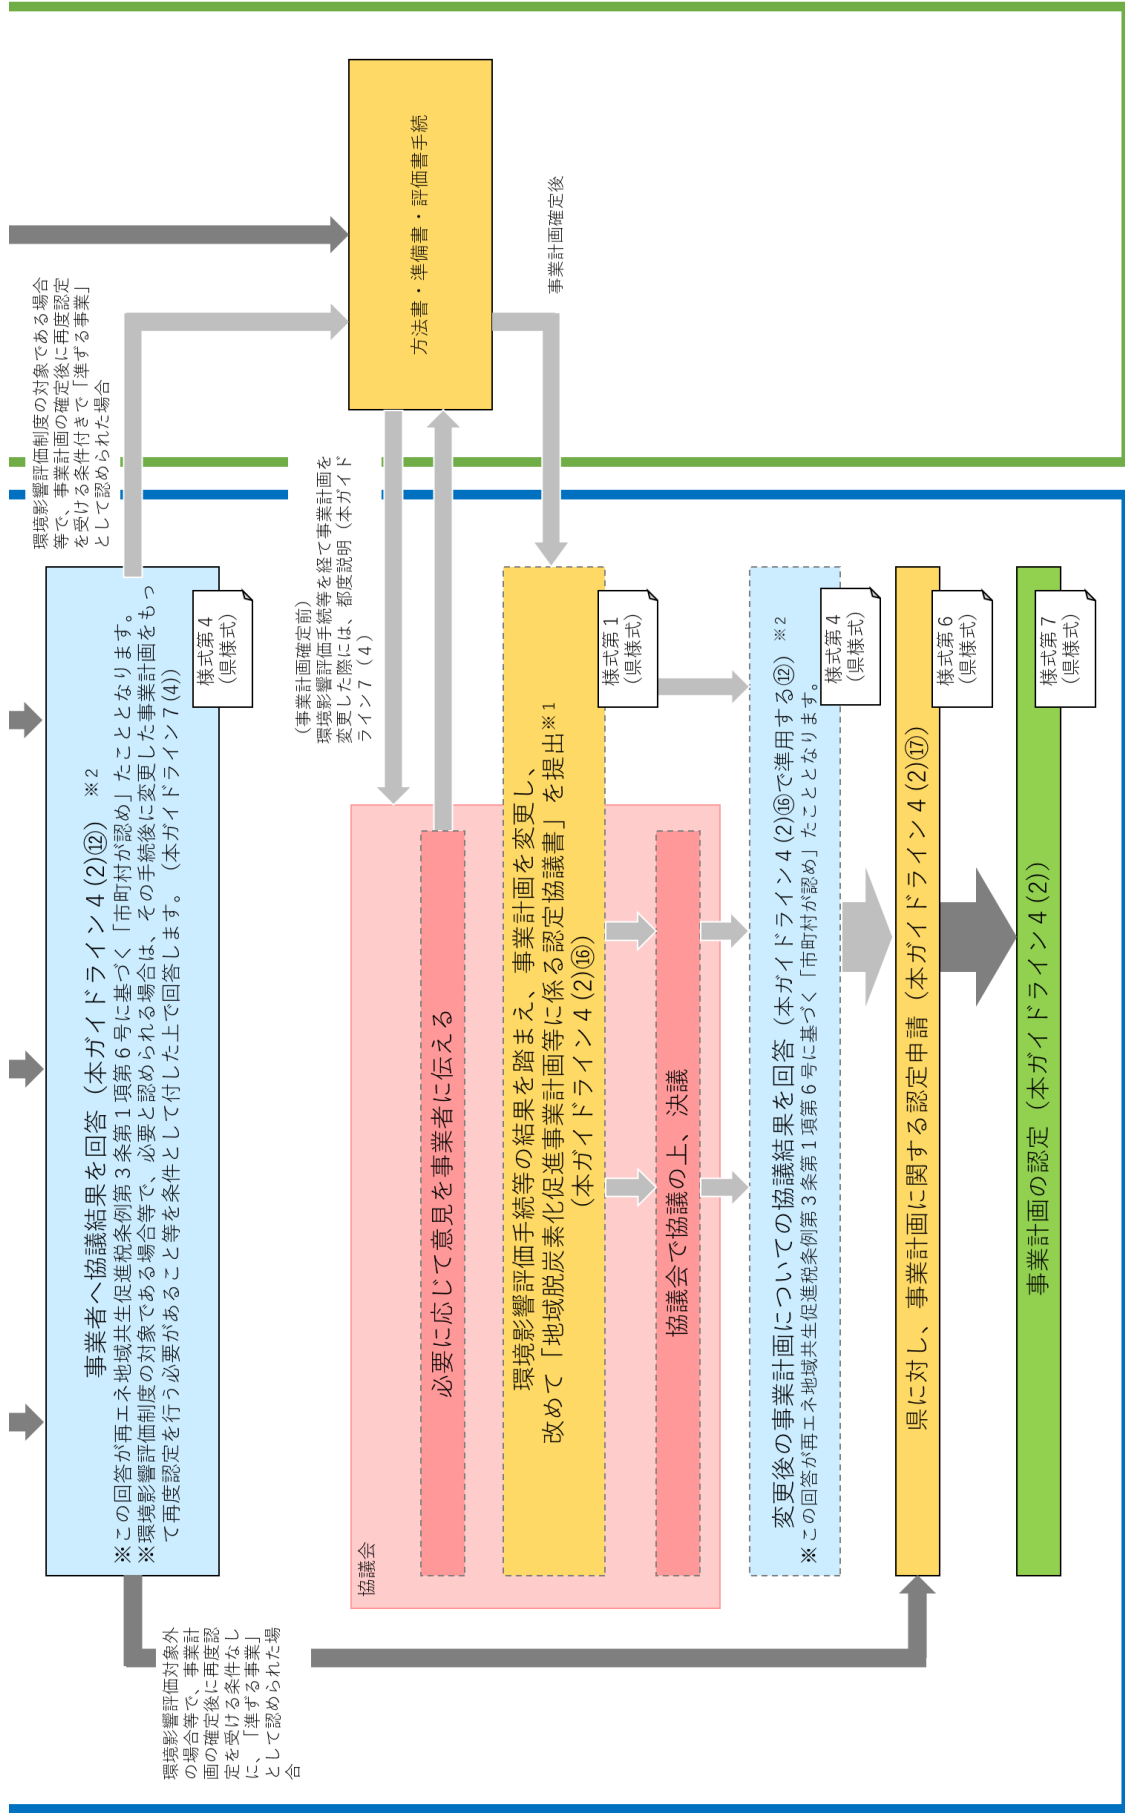 環境影響評価制度の対象である場合
等で、事業計画の確定後に再度認定
を受ける条件付きで「準ずる事業」
として認められた場合
事業者へ協議結果を回答（本ガイドライン４(2)⑫） ※2
※この回答が再エネ地域共生促進税条例第３条第１項第６号に基づく「市町村が認め」たこととなります。
※環境影響評価制度の対象である場合等で、必要と認められる場合は、その手続後に変更した事業計画をもっ
て再度認定を行う必要があること等を条件として付した上で回答します。（本ガイドライン７(4)）
様式第４
（県様式）
環境影響評価対象外
の場合等で、事業計
画の確定後に再度認
定を受ける条件なし
に、「準ずる事業」
として認められた場
合
方法書・準備書・評価書手続
（事業計画確定前）
環境影響評価手続等を経て事業計画を
変更した際には、都度説明（本ガイド
ライン７（４）
事業計画確定後
協議会
必要に応じて意見を事業者に伝える
環境影響評価手続等の結果を踏まえ、事業計画を変更し、
改めて「地域脱炭素化促進事業計画等に係る認定協議書」を提出※１
（本ガイドライン４(2)⑯）
様式第１
（県様式）
協議会で協議の上、決議
変更後の事業計画についての協議結果を回答（本ガイドライン４(2)⑯で準用する⑫） ※2
※この回答が再エネ地域共生促進税条例第３条第１項第６号に基づく「市町村が認め」たこととなります。
様式第４
（県様式）
県に対し、事業計画に関する認定申請（本ガイドライン４(2)⑰）
様式第６
（県様式）
事業計画の認定（本ガイドライン４(2)）
様式第７
（県様式）